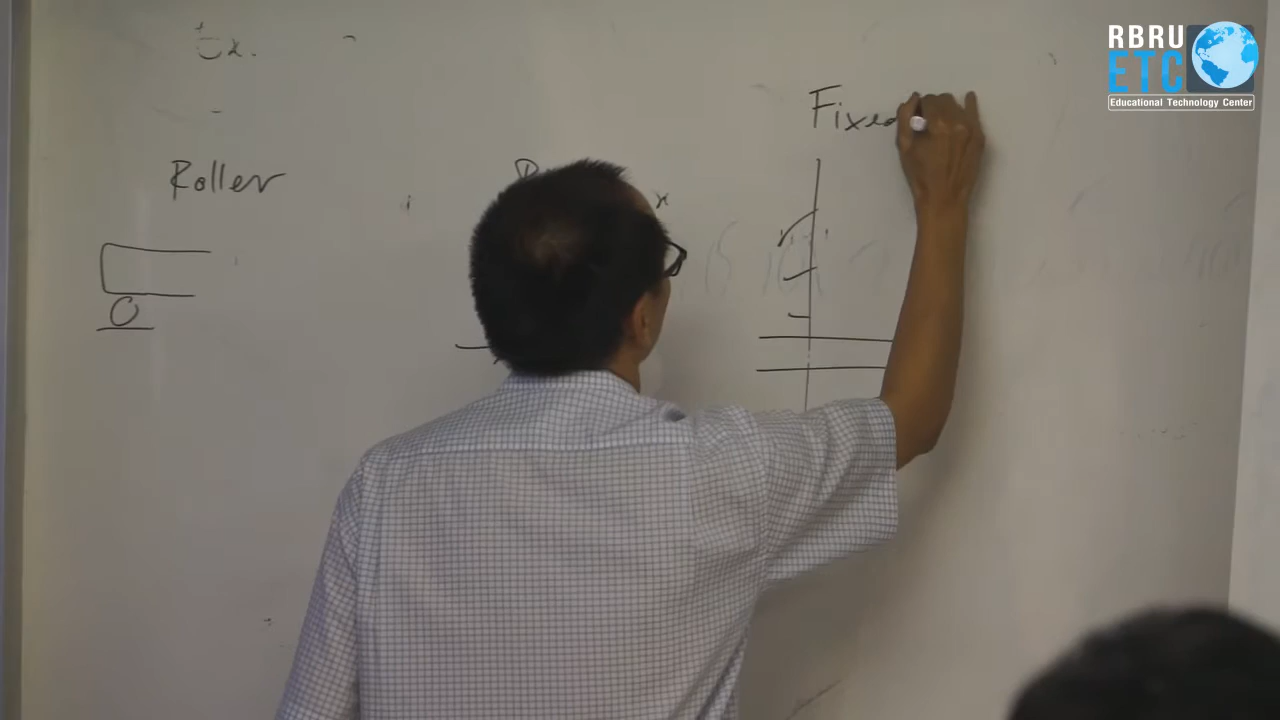 RBRU
ETC
Educational Technology Center
Ex.
Fixed
Roller